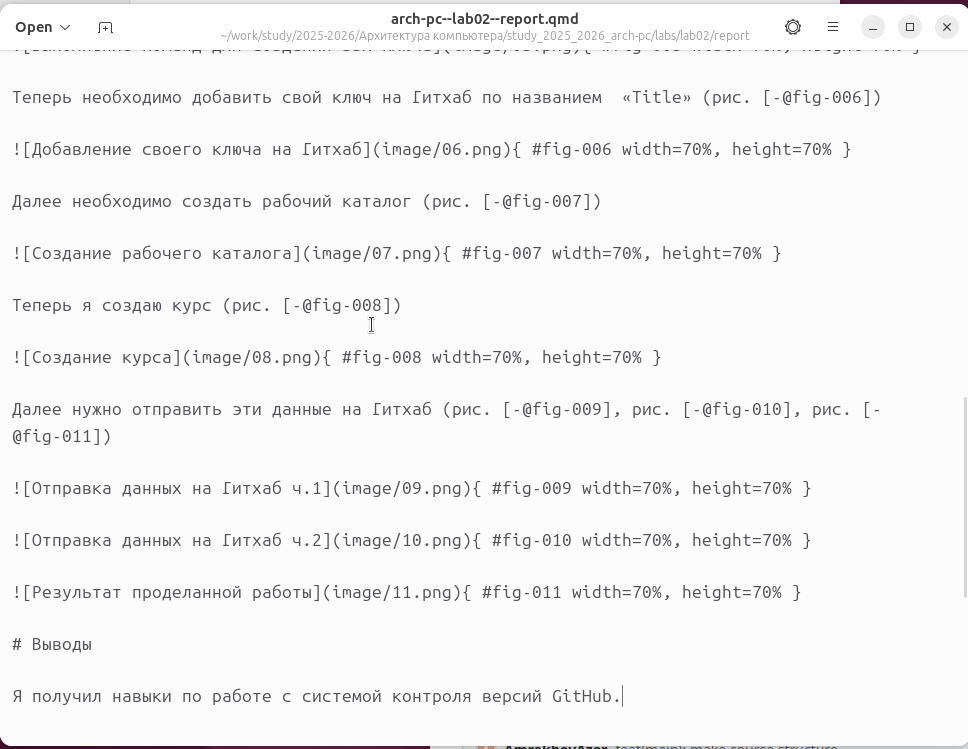 Open
arch-pc--lab02--report.qmd
~/work/study/2025-2026/Архитектура компьютера/study_2025_2026_arch-pc/labs/lab02/report
Теперь необходимо добавить свой ключ на Гитхаб по названием  «Title» (рис. [-@fig-006])
![Добавление своего ключа на Гитхаб](image/06.png){ #fig-006 width=70%, height=70% }
Далее необходимо создать рабочий каталог (рис. [-@fig-007])
![Создание рабочего каталога](image/07.png){ #fig-007 width=70%, height=70% }
Теперь я создаю курс (рис. [-@fig-008])
![Создание курса](image/08.png){ #fig-008 width=70%, height=70% }
Далее нужно отправить эти данные на Гитхаб (рис. [-@fig-009], рис. [-@fig-010], рис. [-
@fig-011])
![Отправка данных на Гитхаб ч.1](image/09.png){ #fig-009 width=70%, height=70% }
![Отправка данных на Гитхаб ч.2](image/10.png){ #fig-010 width=70%, height=70% }
![Результат проделанной работы](image/11.png){ #fig-011 width=70%, height=70% }
# Выводы
Я получил навыки по работе с системой контроля версий GitHub.